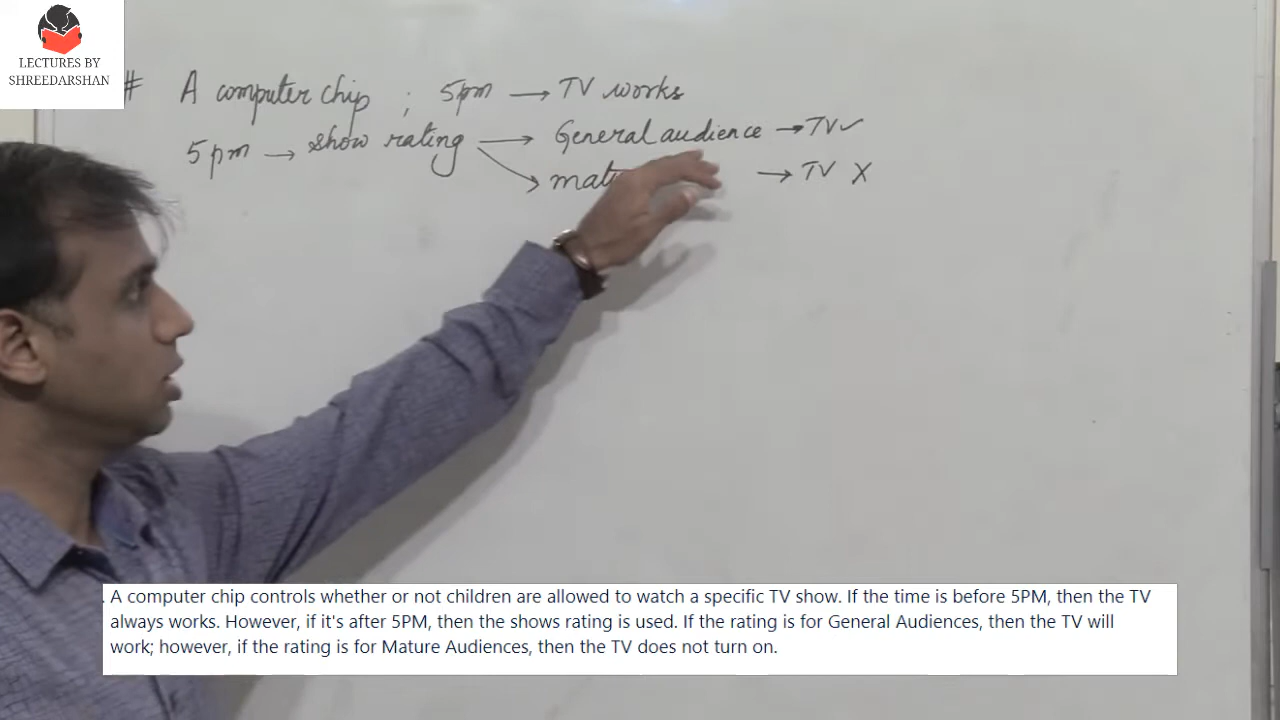 LECTURES BY
SHREEDARSHAN
# A computer chip ; 5pm → TV works
5pm → show rating → General audience → TV ✓
→ TV X
. A computer chip controls whether or not children are allowed to watch a specific TV show. If the time is before 5PM, then the TV
always works. However, if it's after 5PM, then the shows rating is used. If the rating is for General Audiences, then the TV will
work; however, if the rating is for Mature Audiences, then the TV does not turn on.